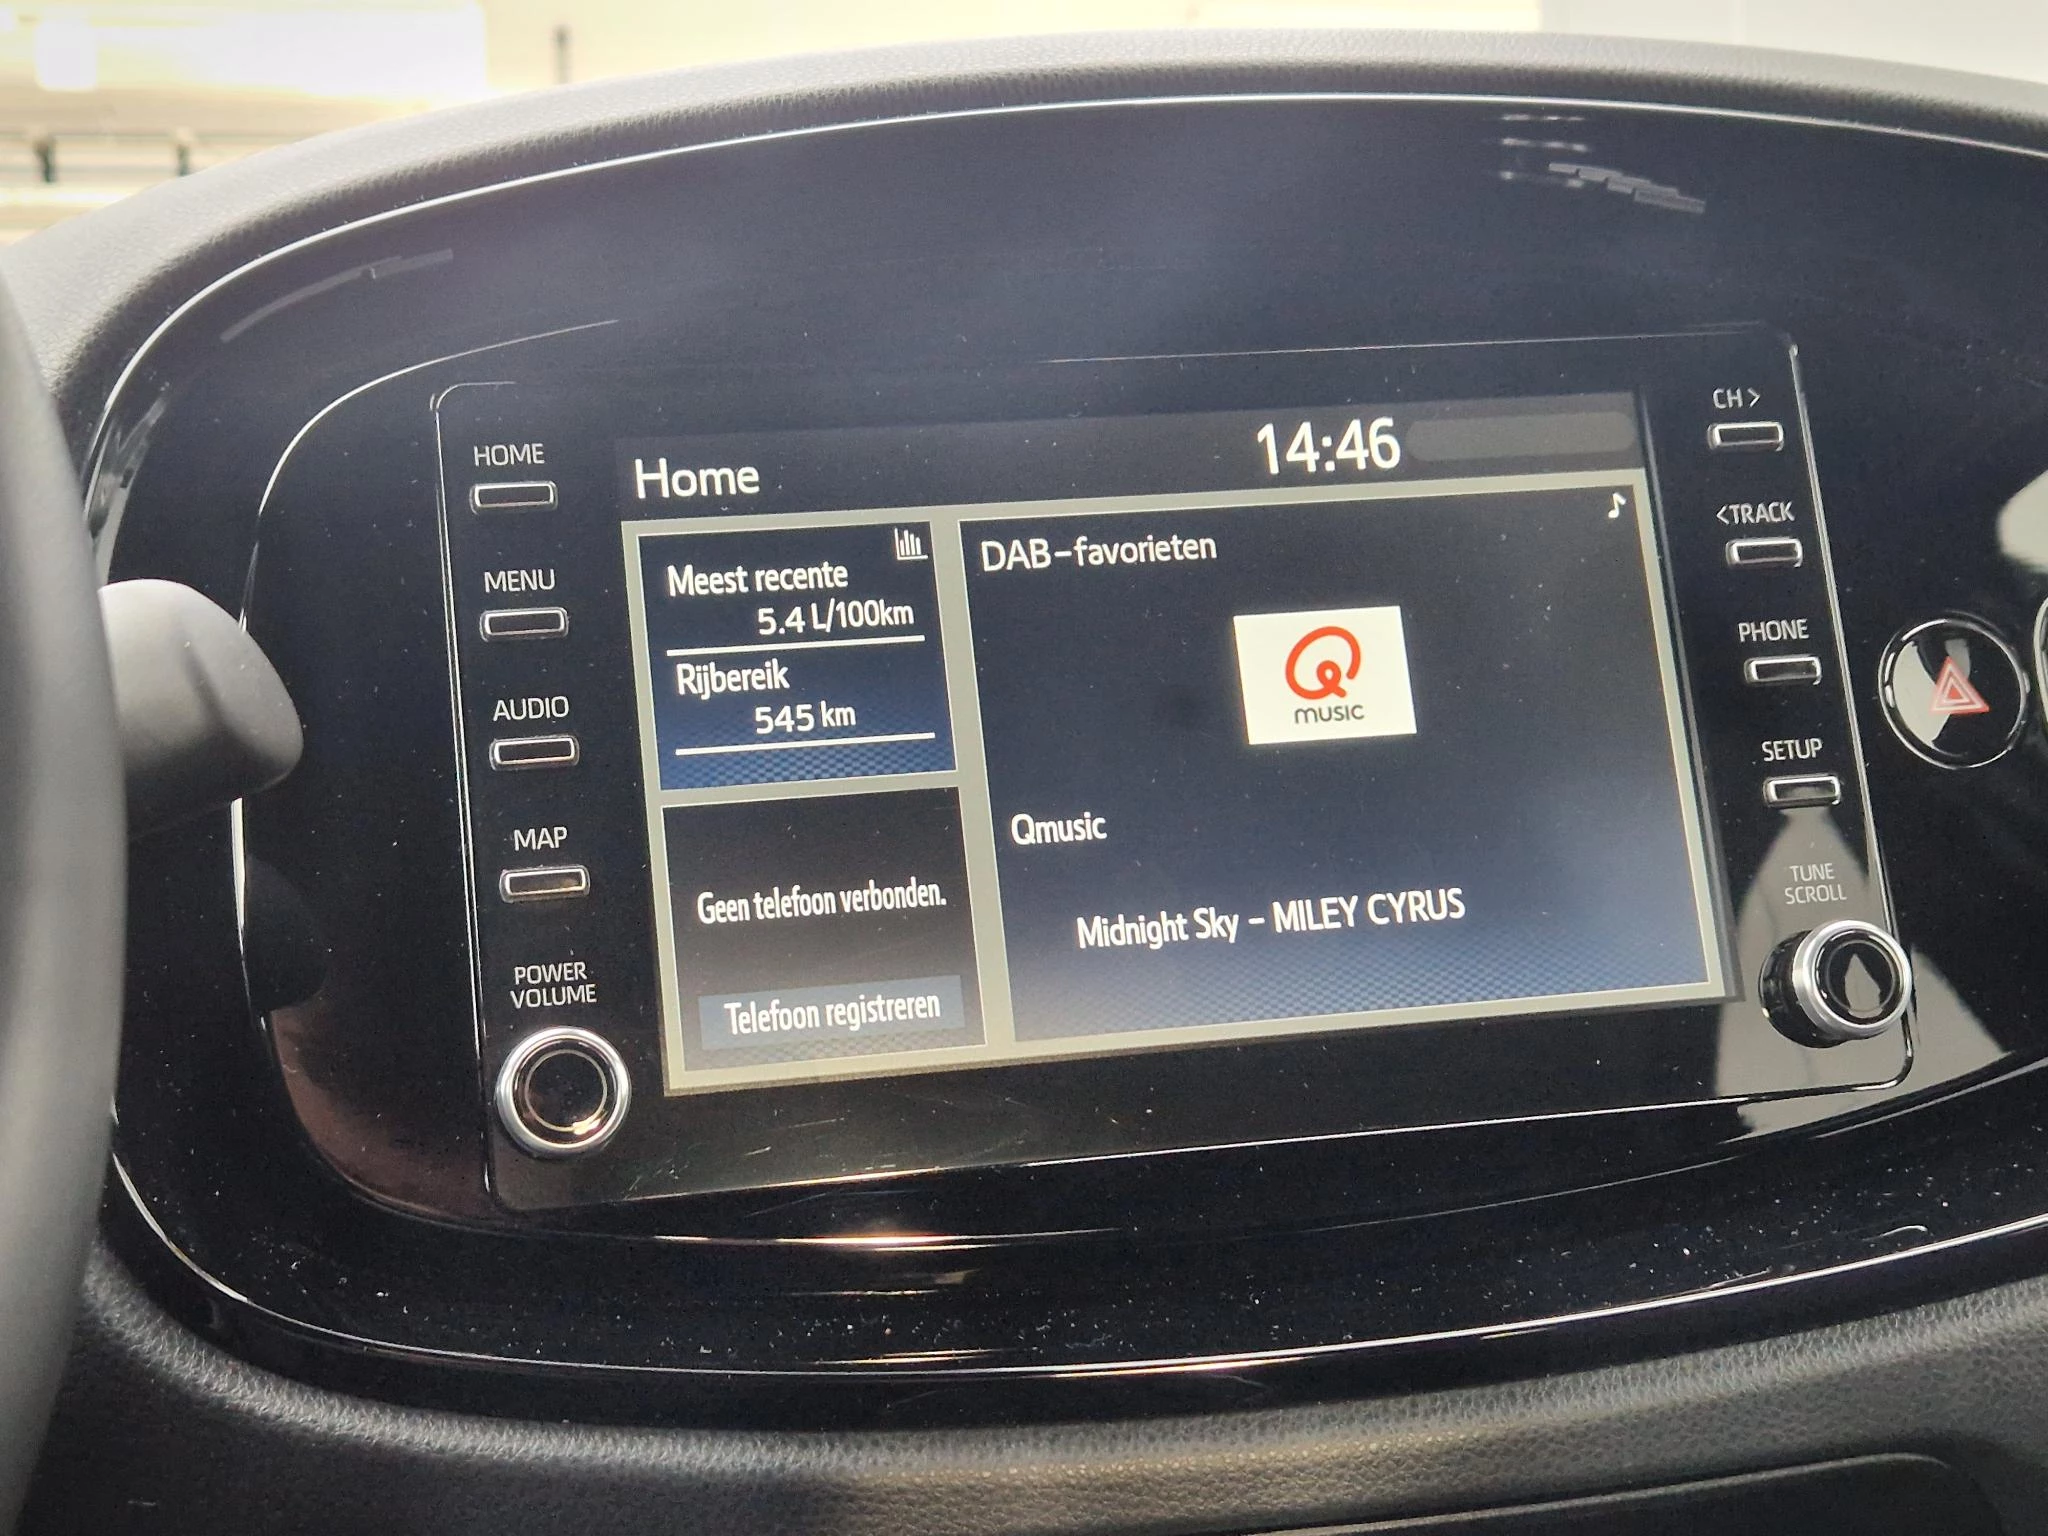 HOME
MENU
AUDIO
MAP
POWER
VOLUME
Home
14:46
Meest recente
5.4 L/100km
Rijbereik
545 km
Geen telefoon verbonden.
Telefoon registreren
DAB-favorieten
Q
music
Qmusic
Midnight Sky - MILEY CYRUS
CH >
<TRACK
PHONE
SETUP
TUNE
SCROLL